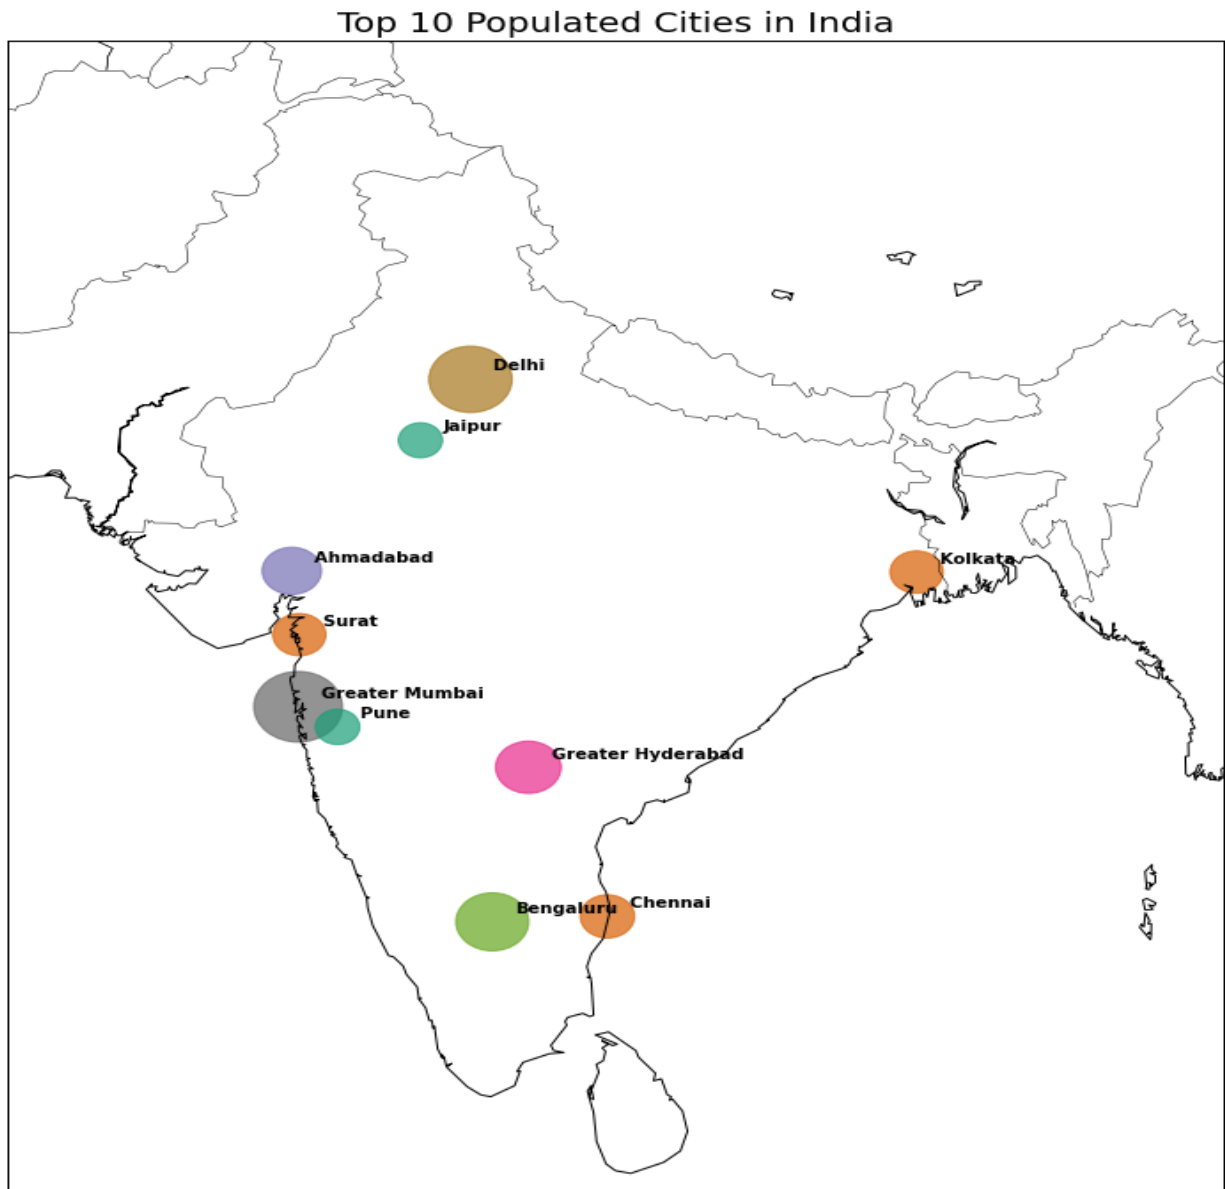 Top 10 Populated Cities in India
Delhi
Jaipur
Ahmadabad
Kolkata
Surat
Greater Mumbai
Pune
Greater Hyderabad
Chennai
Bengaluru